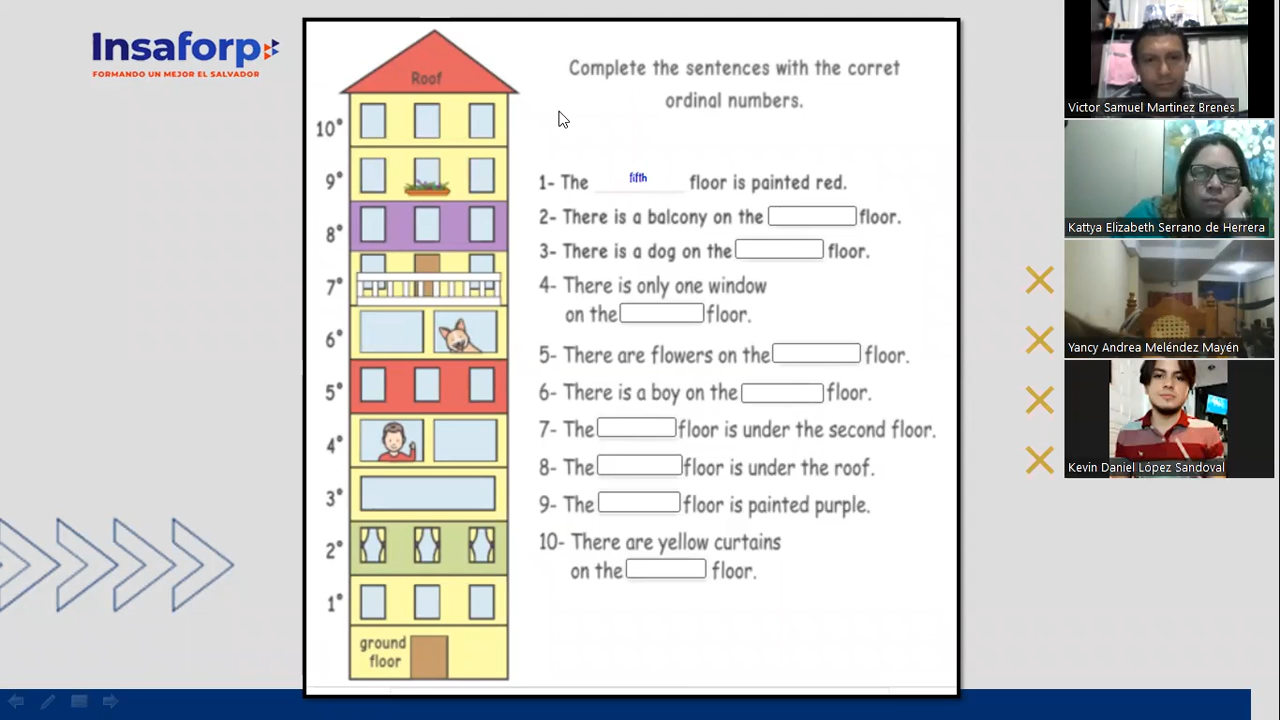 Insaforp
FORMANDO UN MEJOR EL SALVADOR
Roof
10°
9°
8°
7°
6°
5°
4°
3°
2°
1°
ground
floor
Complete the sentences with the corret
ordinal numbers.
1- The fifth floor is painted red.
2- There is a balcony on the floor.
3- There is a dog on the floor.
4- There is only one window
on the floor.
5- There are flowers on the floor.
6- There is a boy on the floor.
7- The floor is under the second floor.
8- The floor is under the roof.
9- The floor is painted purple.
10- There are yellow curtains
on the floor.
Victor Samuel Martinez Brenes
Kattya Elizabeth Serrano de Herrera
Yancy Andrea Meléndez Mayén
Kevin Daniel López Sandoval